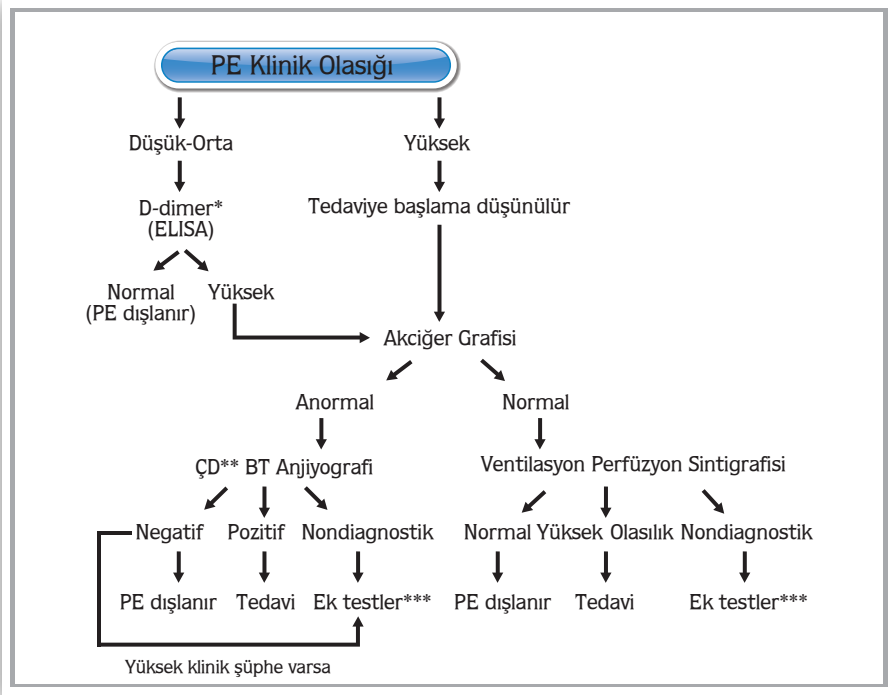 PE Klinik Olasığı
Düşük-Orta
Yüksek
D-dimer*
(ELISA)
Tedaviye başlama düşünülür
Normal
(PE dışlanır)
Yüksek
Akciğer Grafisi
Anormal
Normal
ÇD** BT Anjiyografi
Ventilasyon Perfüzyon Sintigrafisi
Negatif
Pozitif
Nondiagnostik
Normal
Yüksek Olasılık
Nondiagnostik
PE dışlanır
Tedavi
Ek testler***
PE dışlanır
Tedavi
Ek testler***
Yüksek klinik şüphe varsa